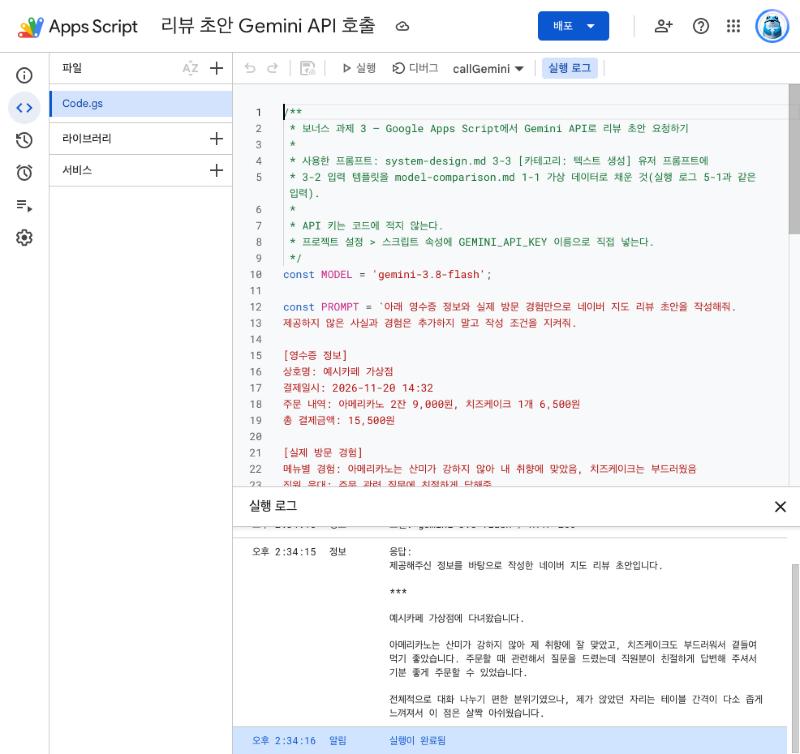 Apps Script
리뷰 초안 Gemini API 호출
배포
파일
AZ
실행
디버그
callGemini
실행 로그
Code.gs
라이브러리
서비스
1 /**
2 * 보너스 과제 3 — Google Apps Script에서 Gemini API로 리뷰 초안 요청하기
3 *
4 * 사용한 프롬프트: system-design.md 3-3 [카테고리: 텍스트 생성] 유저 프롬프트에
5 * 3-2 입력 템플릿을 model-comparison.md 1-1 가상 데이터로 채운 것(실행 로그 5-1과 같은
입력).
6 *
7 * API 키는 코드에 적지 않는다.
8 * 프로젝트 설정 > 스크립트 속성에 GEMINI_API_KEY 이름으로 직접 넣는다.
9 */
10 const MODEL = 'gemini-3.8-flash';
11
12 const PROMPT = `아래 영수증 정보와 실제 방문 경험만으로 네이버 지도 리뷰 초안을 작성해줘.
13 제공하지 않은 사실과 경험은 추가하지 말고 작성 조건을 지켜줘.
14
15 [영수증 정보]
16 상호명: 예시카페 가상점
17 결제일시: 2026-11-20 14:32
18 주문 내역: 아메리카노 2잔 9,000원, 치즈케이크 1개 6,500원
19 총 결제금액: 15,500원
20
21 [실제 방문 경험]
22 메뉴별 경험: 아메리카노는 산미가 강하지 않아 내 취향에 맞았음, 치즈케이크는 부드러웠음
23 직원 응대: 주문 관련 질문에 친절하게 답해줌
실행 로그
오후 2:34:15 정보 응답:
제공해주신 정보를 바탕으로 작성한 네이버 지도 리뷰 초안입니다.
***
예시카페 가상점에 다녀왔습니다.
아메리카노는 산미가 강하지 않아 제 취향에 잘 맞았고, 치즈케이크도 부드러워서 곁들여
먹기 좋았습니다. 주문할 때 관련해서 질문을 드렸는데 직원분이 친절하게 답변해 주셔서
기분 좋게 주문할 수 있었습니다.
전체적으로 대화 나누기 편한 분위기였으나, 제가 앉았던 자리는 테이블 간격이 다소 좁게
느껴져서 이 점은 살짝 아쉬웠습니다.
오후 2:34:16 알림 실행이 완료됨